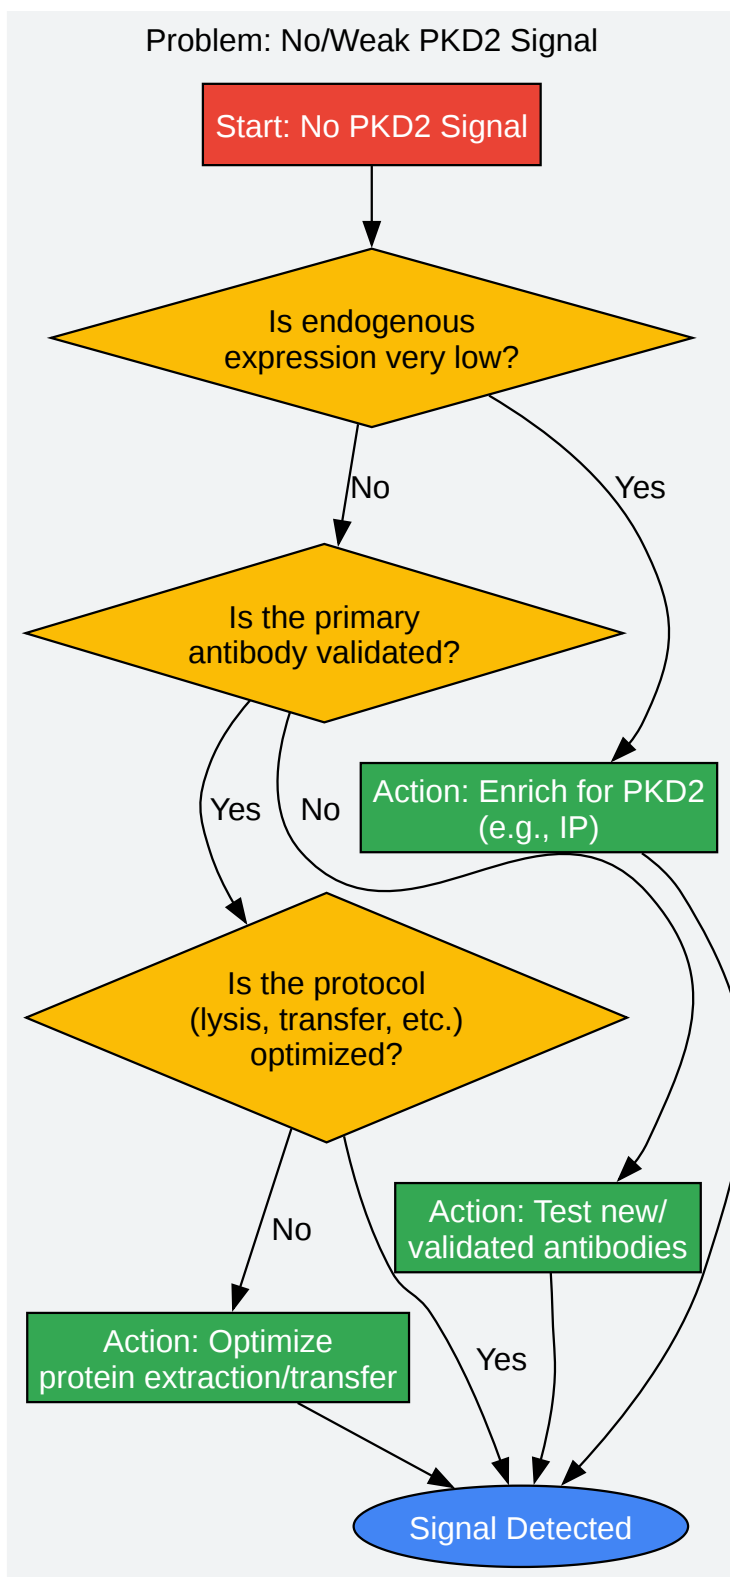 Problem: No/Weak PKD2 Signal
Start: No PKD2 Signal
Is endogenous
expression very low?
No
Yes
Is the primary
antibody validated?
Yes
No
Action: Enrich for PKD2
(e.g., IP)
Is the protocol
(lysis, transfer, etc.)
optimized?
No
Action: Test new/
validated antibodies
Action: Optimize
protein extraction/transfer
Yes
Signal Detected